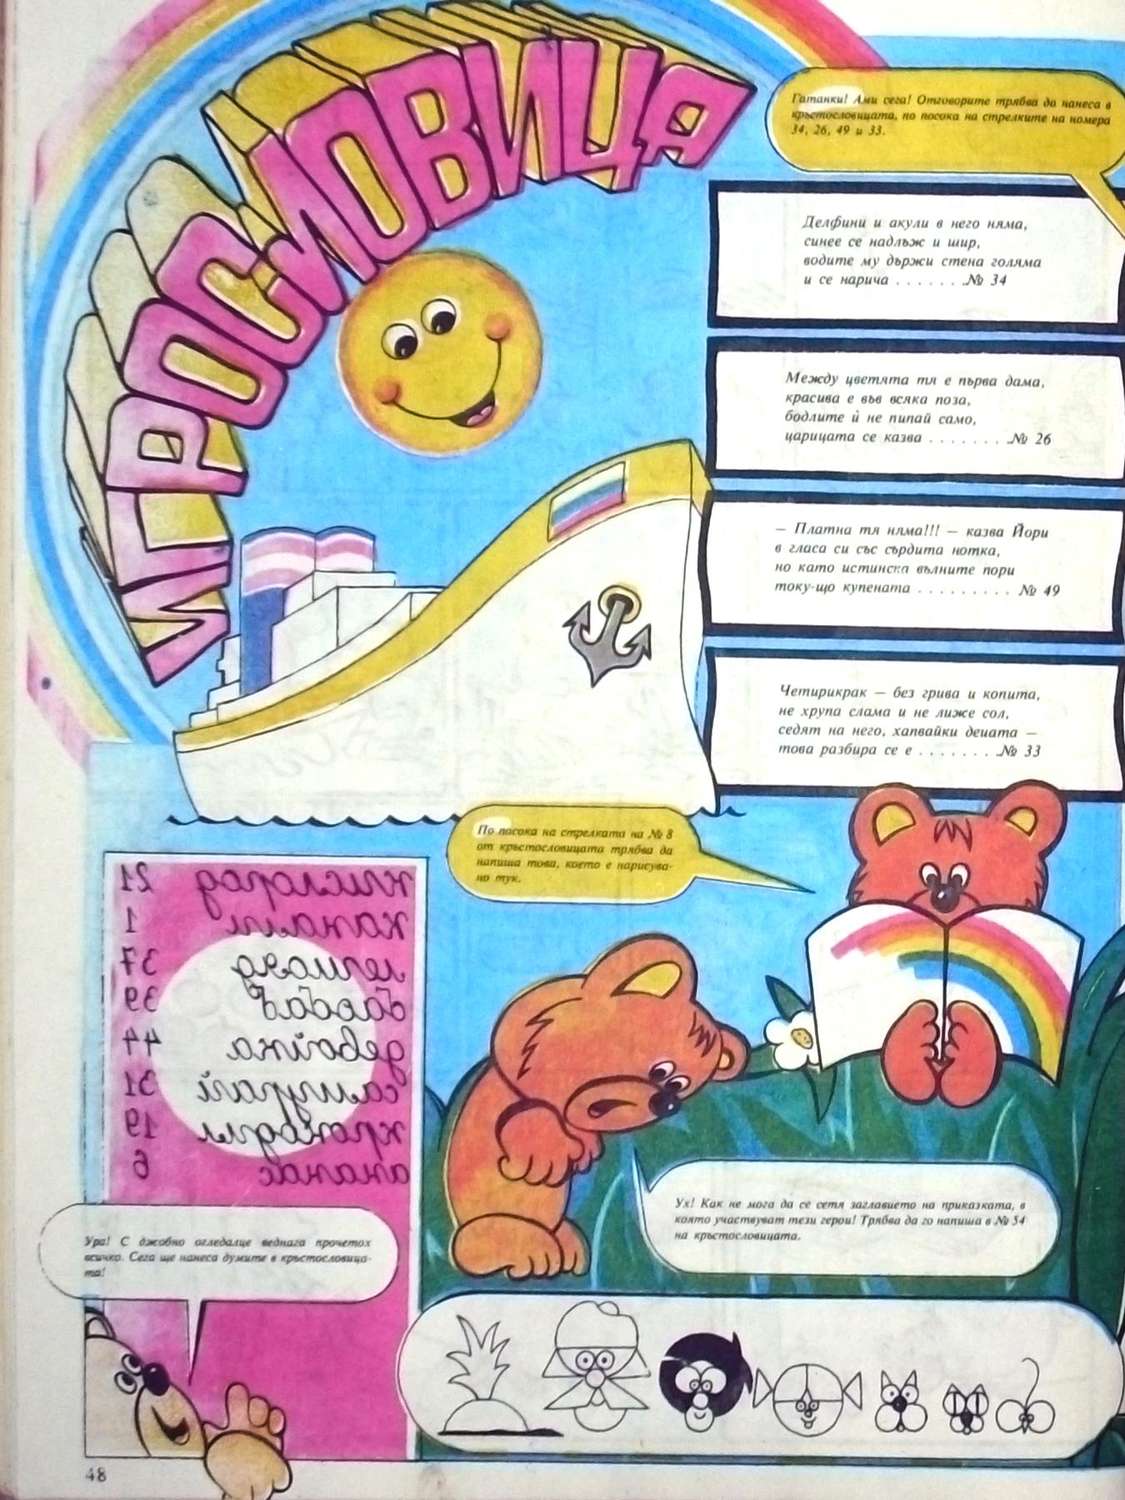 ИГРОСЛОВИЦА
Гатанки! Ами сега! Отговорите трябва да нанеса в
кръстословицата, по посока на стрелките на номера
34, 26, 49 и 33.
Делфини и акули в него няма,
синее се надлъж и шир,
водите му държи стена голяма
и се нарича . . . . . . .№ 34
Между цветята тя е първа дама,
красива е във всяка поза,
бодлите ѝ не пипай само,
царицата се казва . . . . . . . .№ 26
— Платна тя няма!!! — казва Йори
в гласа си със сърдита нотка,
но като истинска вълните пори
току-що купената . . . . . . . . . . № 49
Четирикрак — без грива и копита,
не хрупа слама и не лиже сол,
седят на него, хапвайки децата —
това разбира се е . . . . . . . . .№ 33
По посока на стрелката на № 8
от кръстословицата трябва да
напиша това, което е нарисува-
но тук.
кислород 21
канали 1
леополд 37
баобаб 39
девойка 44
самурай 31
крокодил 19
ананас 6
Ура! С джобно огледалце веднага прочетох
всичко. Сега ще нанеса думите в кръстословица-
та!
Ух! Как не мога да се сетя заглавието на приказката, в
която участвуват тези герои! Трябва да го напиша в № 54
на кръстословицата.
48